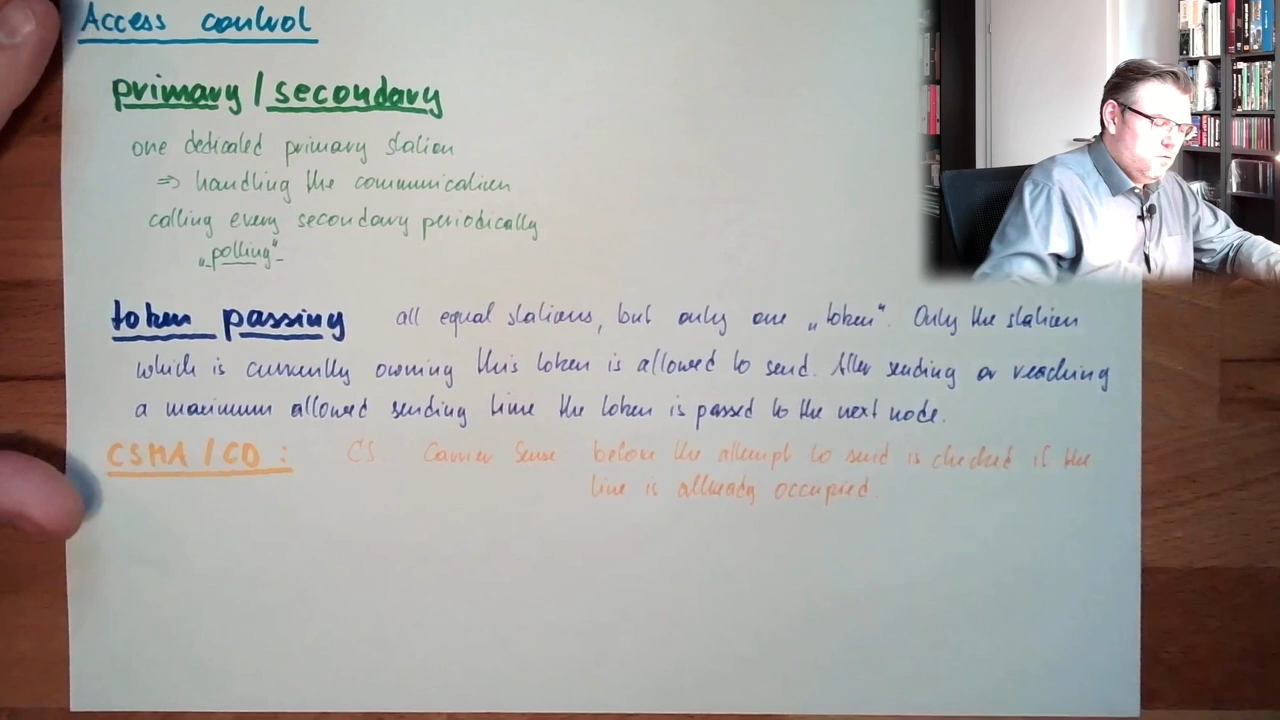 Access control
primary / secondary
one dedicated primary station
⇒ handling the communication
calling every secondary periodically
„polling“
token passing all equal stations, but only one „token“. Only the station
which is currently owning this token is allowed to send. After sending or reaching
a maximum allowed sending time the token is passed to the next node.
CSMA / CD : CS Carrier Sense before the attempt to send is checked if the
line is allready occupied.